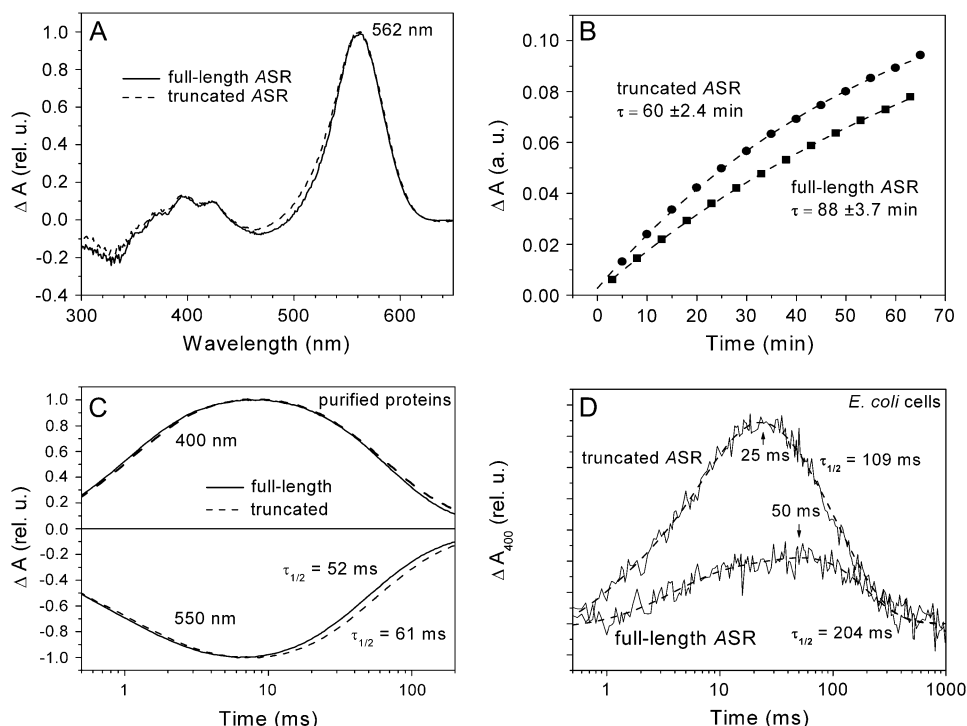 A
562 nm
full-length ASR
truncated ASR
Δ A (rel. u.)
1.0
0.8
0.6
0.4
0.2
0.0
-0.2
-0.4
300 400 500 600
Wavelength (nm)
B
truncated ASR
τ = 60 ±2.4 min
full-length ASR
τ = 88 ±3.7 min
Δ A (a. u.)
0.10
0.08
0.06
0.04
0.02
0.00
0 10 20 30 40 50 60 70
Time (min)
C
purified proteins
400 nm
full-length
truncated
τ1/2 = 52 ms
550 nm
τ1/2 = 61 ms
Δ A (rel. u.)
1.0
0.8
0.6
0.4
0.2
0.0
-0.2
-0.4
-0.6
-0.8
-1.0
Δ A (rel. u.)
1 10 100
Time (ms)
D
E. coli cells
truncated ASR
25 ms
τ1/2 = 109 ms
50 ms
full-length ASR
τ1/2 = 204 ms
Δ A400 (rel. u.)
1 10 100 1000
Time (ms)